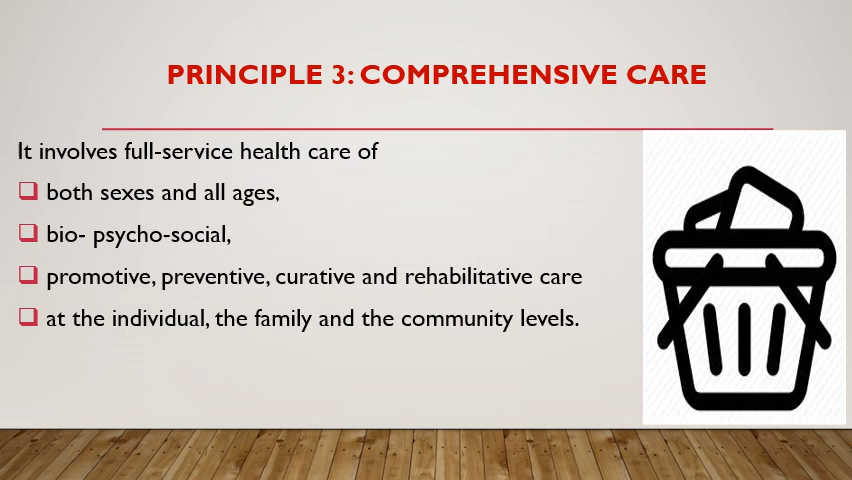 PRINCIPLE 3: COMPREHENSIVE CARE
It involves full-service health care of
both sexes and all ages,
bio- psycho-social,
promotive, preventive, curative and rehabilitative care
at the individual, the family and the community levels.